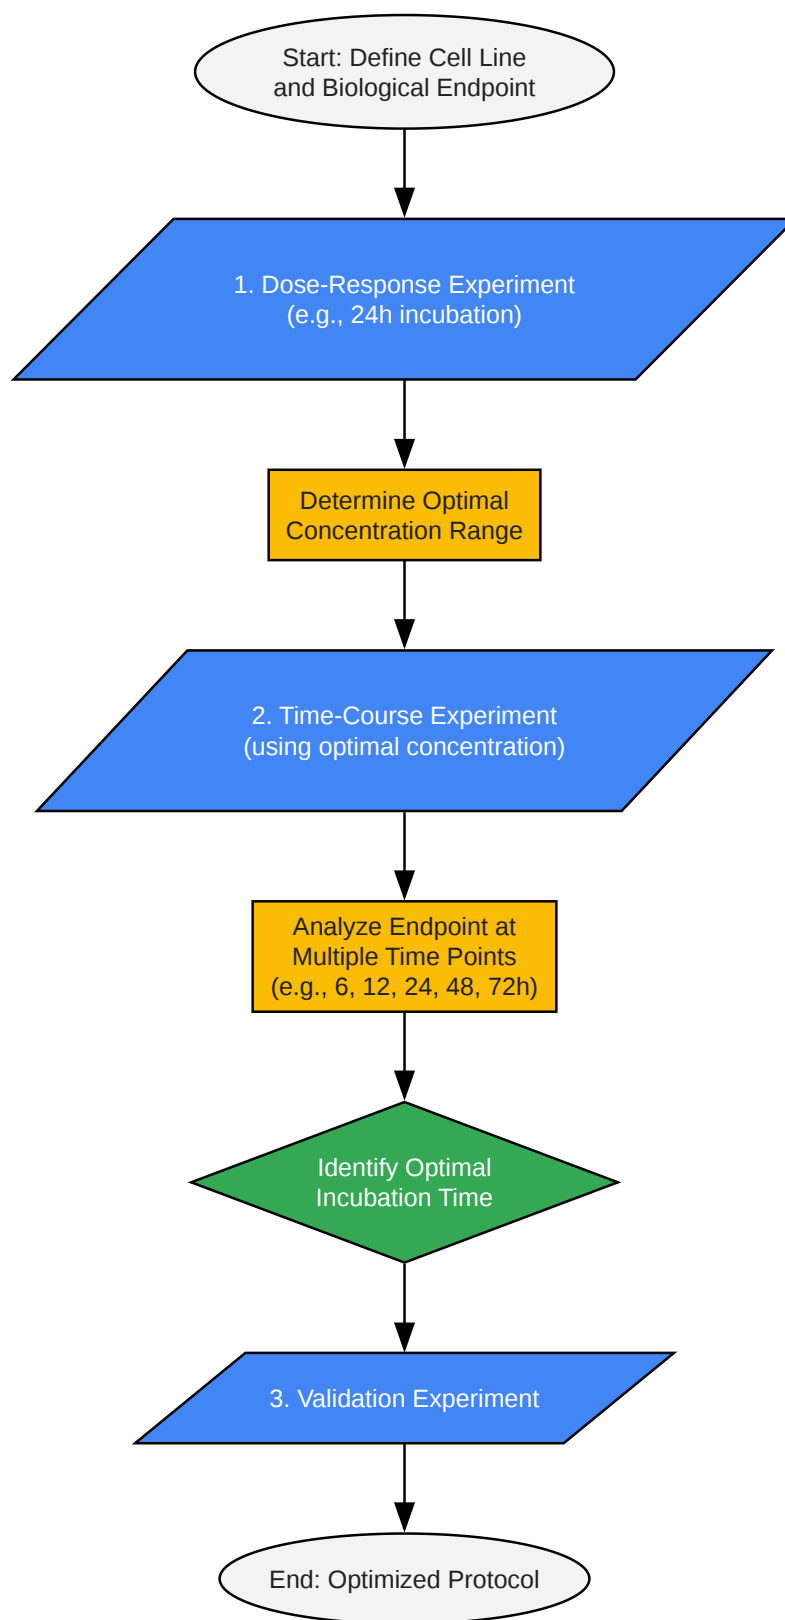 Start: Define Cell Line
and Biological Endpoint
1. Dose-Response Experiment
(e.g., 24h incubation)
Determine Optimal
Concentration Range
2. Time-Course Experiment
(using optimal concentration)
Analyze Endpoint at
Multiple Time Points
(e.g., 6, 12, 24, 48, 72h)
Identify Optimal
Incubation Time
3. Validation Experiment
End: Optimized Protocol